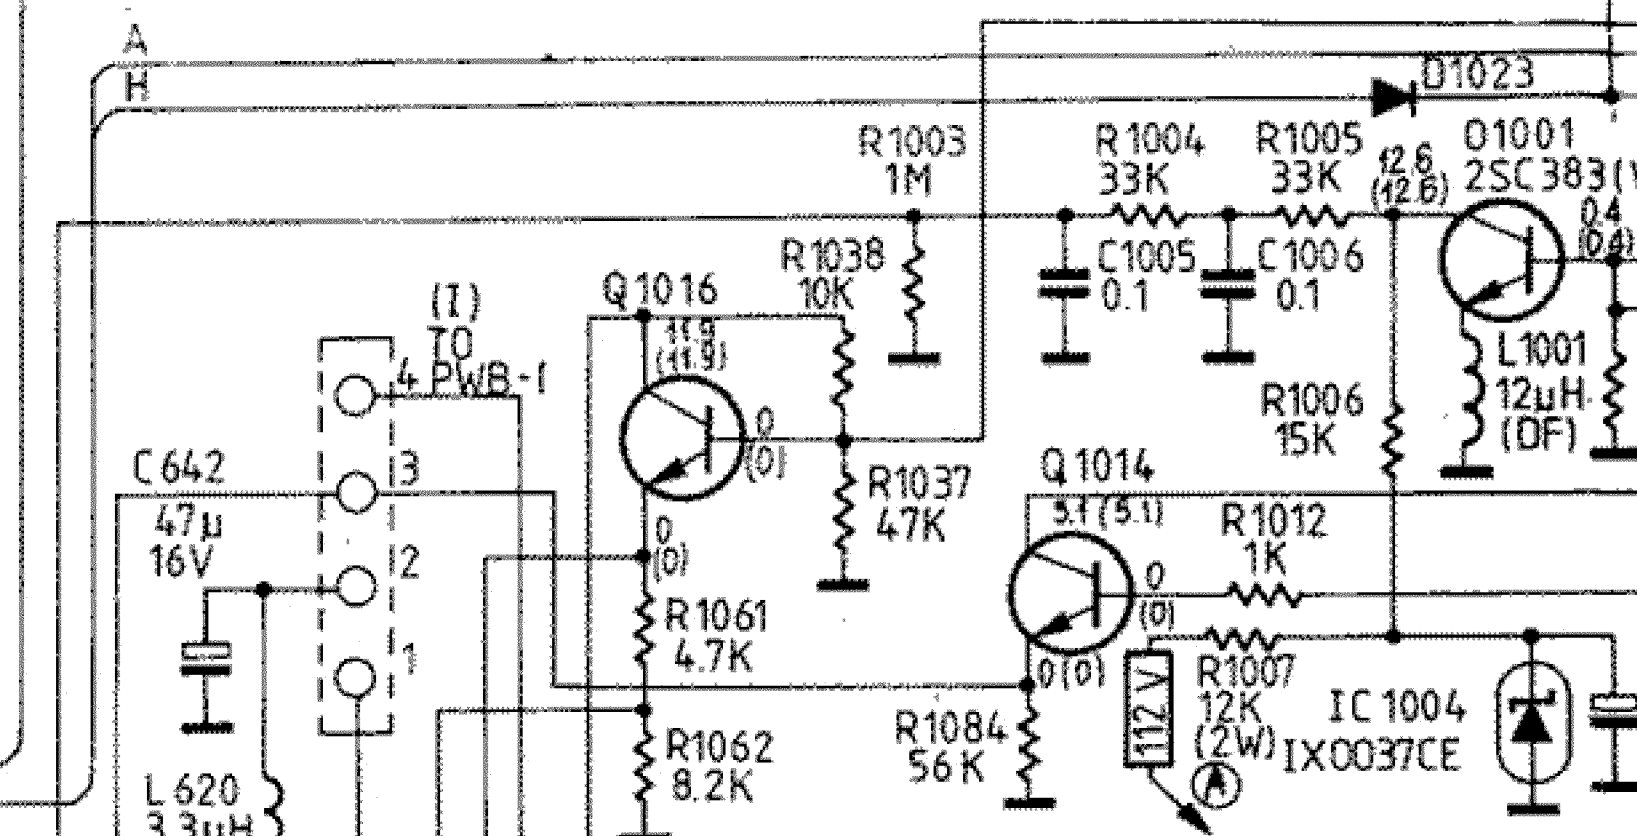 A
H
D1023
R1003
1M
R1004
33K
R1005
33K
12.6
(12.6)
Q1001
2SC383(Y
0.4
(0.4)
R1038
10K
C1005
0.1
C1006
0.1
Q1016
11.9
(11.9)
(I)
TO
PWB-1
4
L1001
12μH
(DF)
R1006
15K
0
(0)
C642
47μ
16V
3
R1037
47K
Q1014
5.1(5.1)
R1012
1K
0
(0)
2
0
(0)
R1061
4.7K
1
0(0)
112V
R1007
12K
(2W)
A
IC1004
IX0037CE
R1084
56K
R1062
8.2K
L620
3.3μH